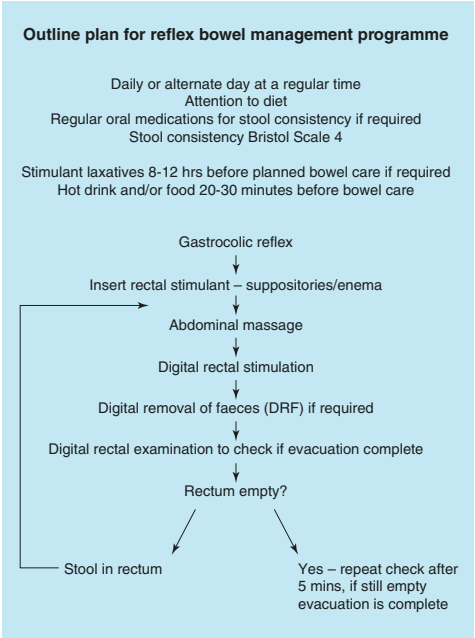 Outline plan for reflex bowel management programme
Daily or alternate day at a regular time
Attention to diet
Regular oral medications for stool consistency if required
Stool consistency Bristol Scale 4
Stimulant laxatives 8-12 hrs before planned bowel care if required
Hot drink and/or food 20-30 minutes before bowel care
Gastrocolic reflex
Insert rectal stimulant – suppositories/enema
Abdominal massage
Digital rectal stimulation
Digital removal of faeces (DRF) if required
Digital rectal examination to check if evacuation complete
Rectum empty?
Stool in rectum
Yes – repeat check after
5 mins, if still empty
evacuation is complete